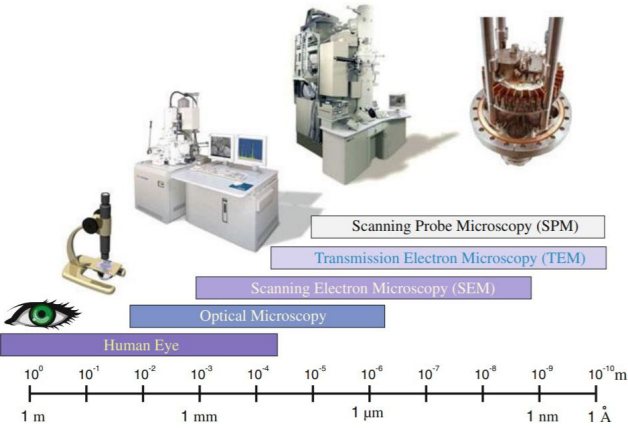 Scanning Probe Microscopy (SPM)
Transmission Electron Microscopy (TEM)
Scanning Electron Microscopy (SEM)
Optical Microscopy
Human Eye
10⁰ 10⁻¹ 10⁻² 10⁻³ 10⁻⁴ 10⁻⁵ 10⁻⁶ 10⁻⁷ 10⁻⁸ 10⁻⁹ 10⁻¹⁰ m
1 m 1 mm 1 µm 1 nm 1 Å